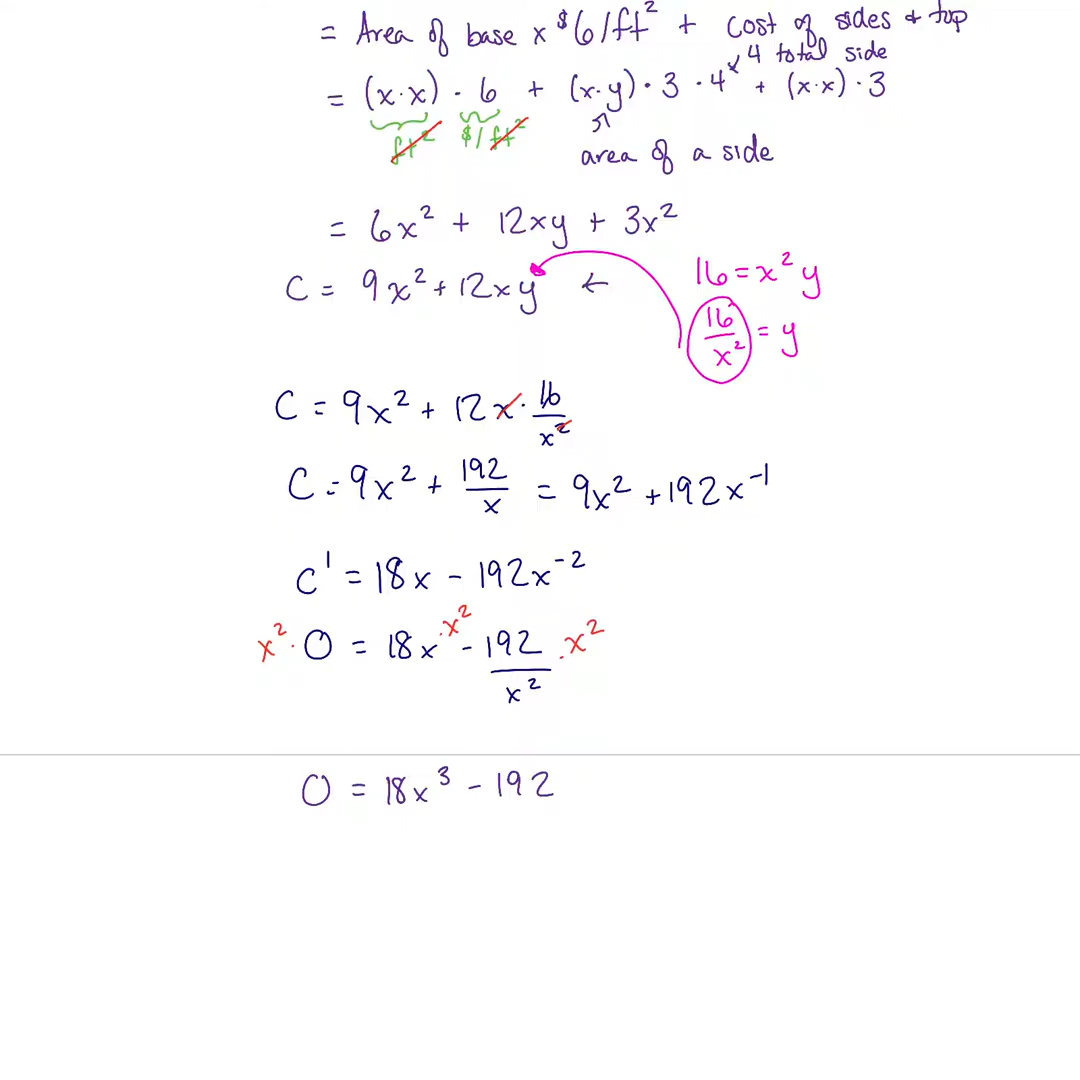 = Area of base x $6/ft² + cost of sides + top
x 4 total side
= (x·x) · 6 + (x·y) · 3 · 4 + (x·x) · 3
ft² $/ft²
area of a side
= 6x² + 12xy + 3x²
C = 9x² + 12xy ←
16 = x²y
16/x² = y
C = 9x² + 12x · 16/x²
C = 9x² + 192/x = 9x² + 192x⁻¹
C' = 18x - 192x⁻²
x² · 0 = 18x · x² - 192/x² · x²
0 = 18x³ - 192